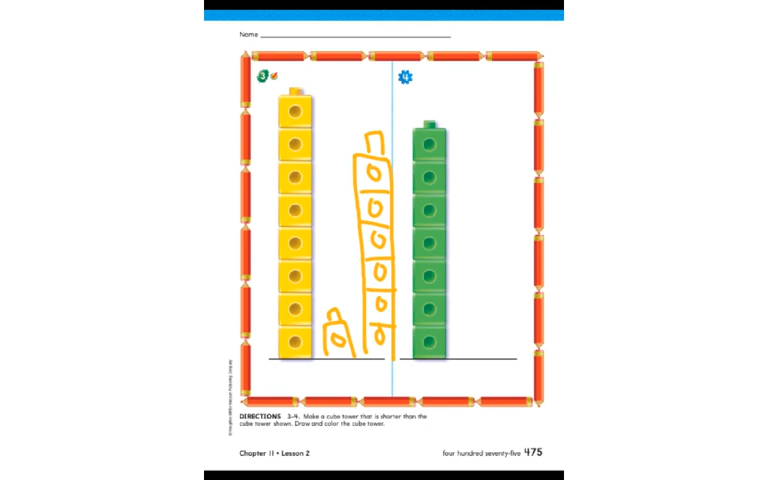 Name
3
4
DIRECTIONS 3–4. Make a cube tower that is shorter than the
cube tower shown. Draw and color the cube tower.
Chapter 11 • Lesson 2
four hundred seventy-five 475